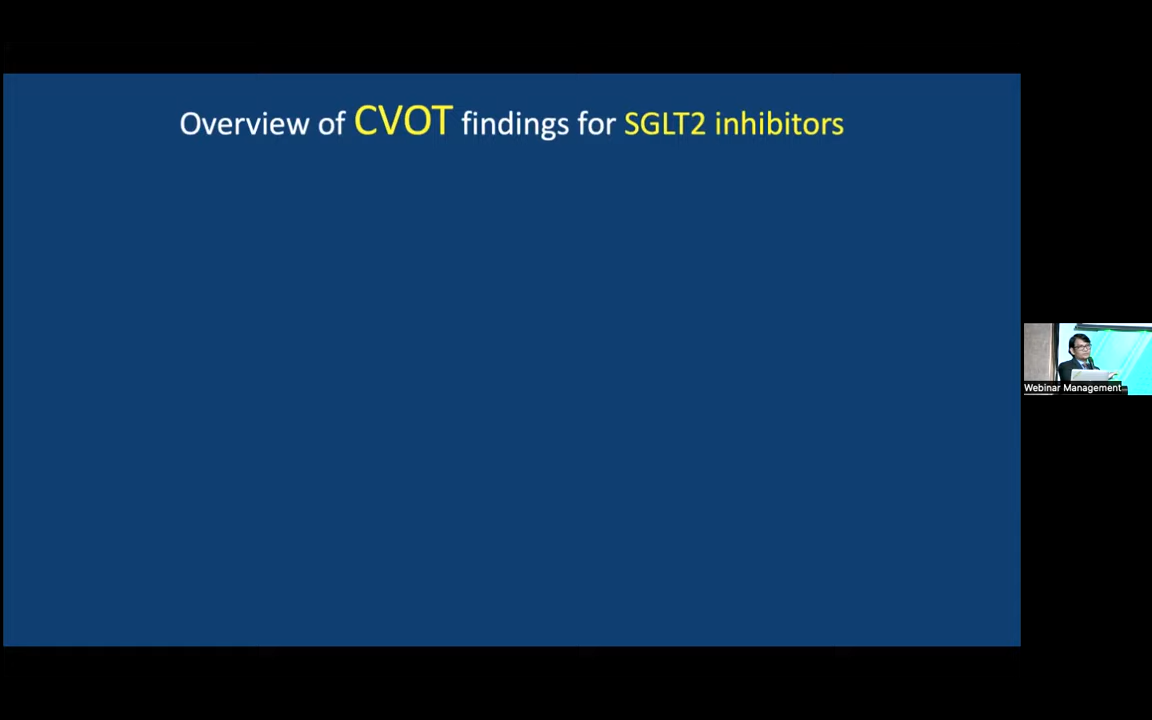 Overview of CVOT findings for SGLT2 inhibitors
Webinar Management...